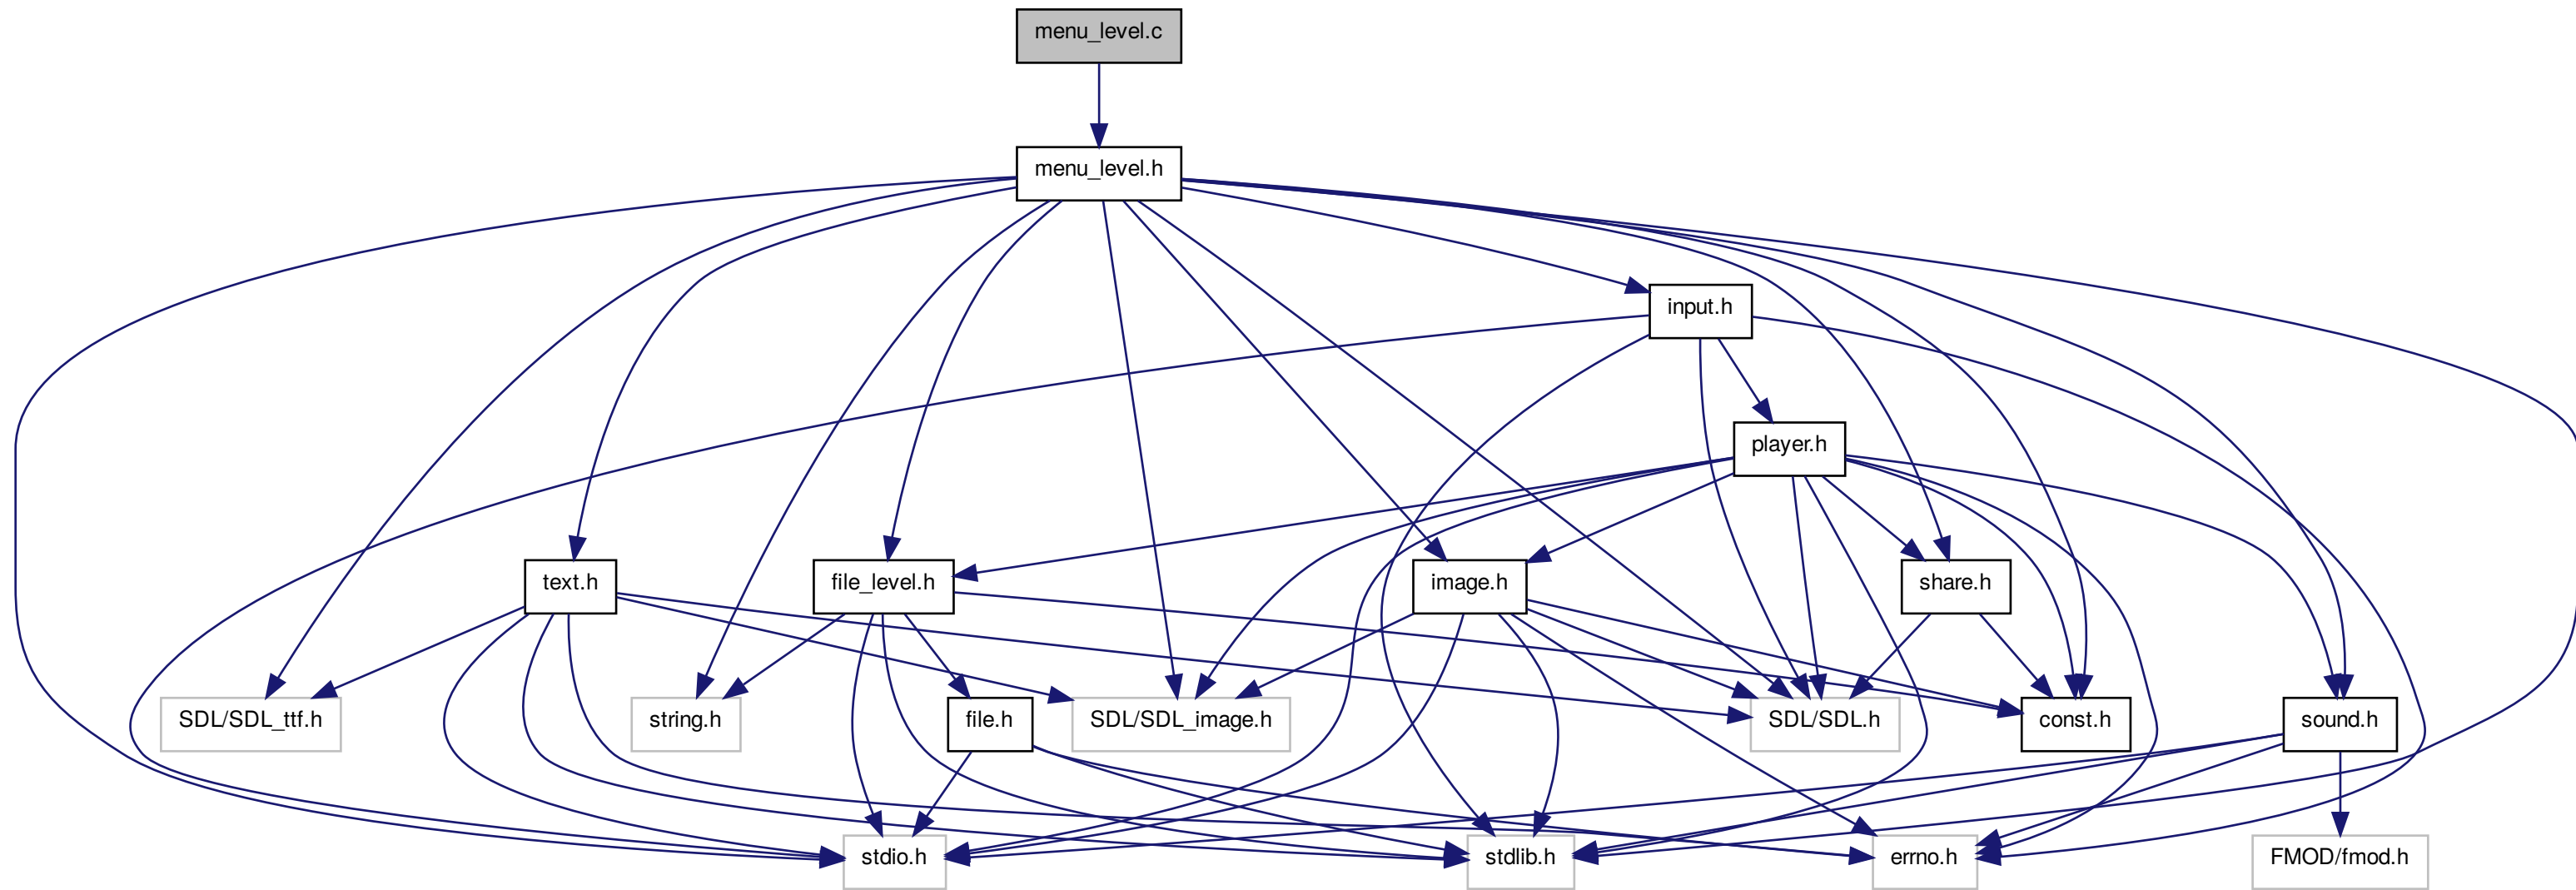 menu_level.c
menu_level.h
input.h
player.h
text.h
file_level.h
image.h
share.h
SDL/SDL_ttf.h
string.h
file.h
SDL/SDL_image.h
SDL/SDL.h
const.h
sound.h
stdio.h
stdlib.h
errno.h
FMOD/fmod.h